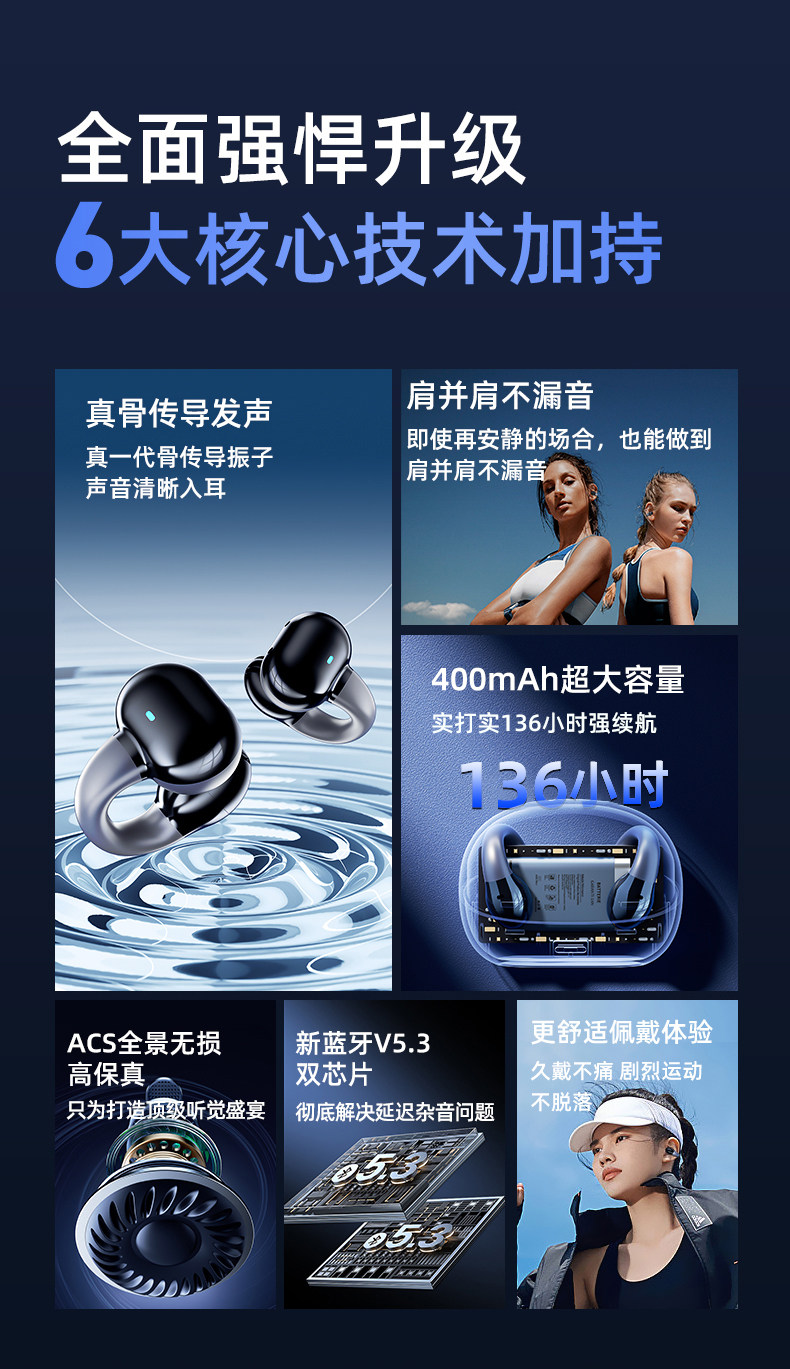 全面强悍升级
6大核心技术加持
真骨传导发声
真一代骨传导振子
声音清晰入耳
肩并肩不漏音
即使再安静的场合，也能做到
肩并肩不漏音
400mAh超大容量
实打实136小时强续航
136小时
ACS全景无损
高保真
只为打造顶级听觉盛宴
新蓝牙V5.3
双芯片
彻底解决延迟杂音问题
5.3
5.3
更舒适佩戴体验
久戴不痛 剧烈运动
不脱落